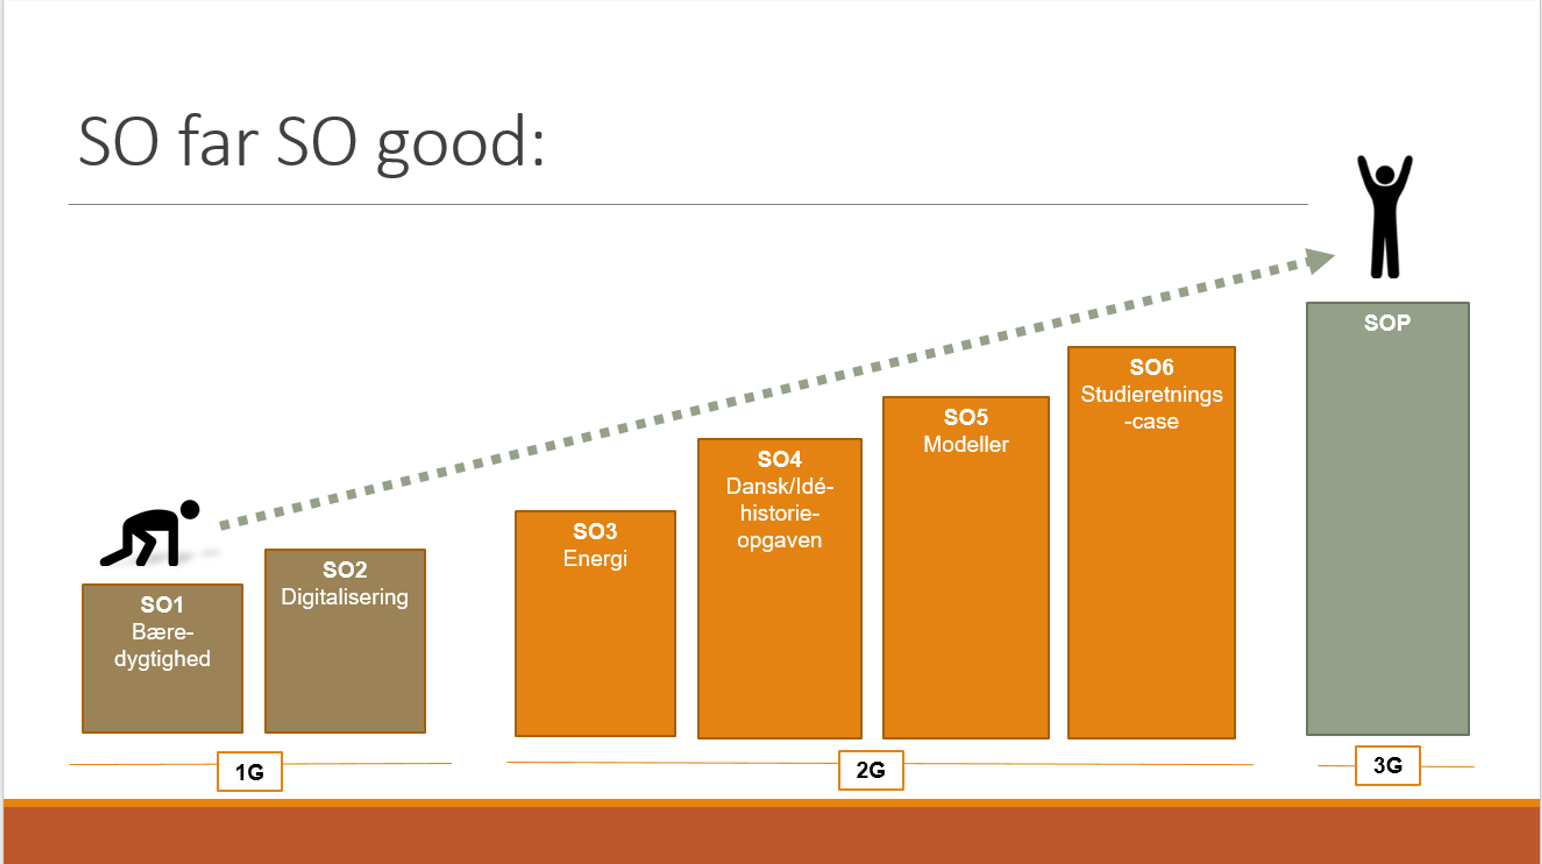 SO far SO good:
SO1
Bære-
dygtighed
SO2
Digitalisering
SO3
Energi
SO4
Dansk/Idé-
historie-
opgaven
SO5
Modeller
SO6
Studieretnings
-case
SOP
1G
2G
3G